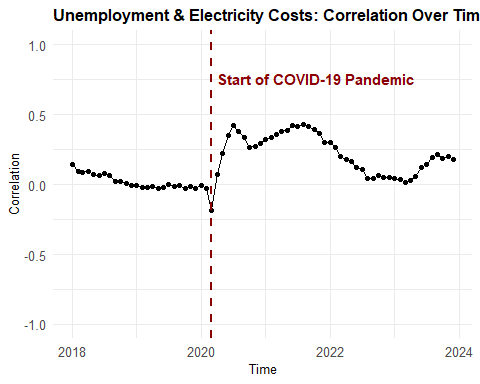 Unemployment & Electricity Costs: Correlation Over Tim
1.0
Start of COVID-19 Pandemic
0.5
Correlation
0.0
-0.5
-1.0
2018 2020 2022 2024
Time